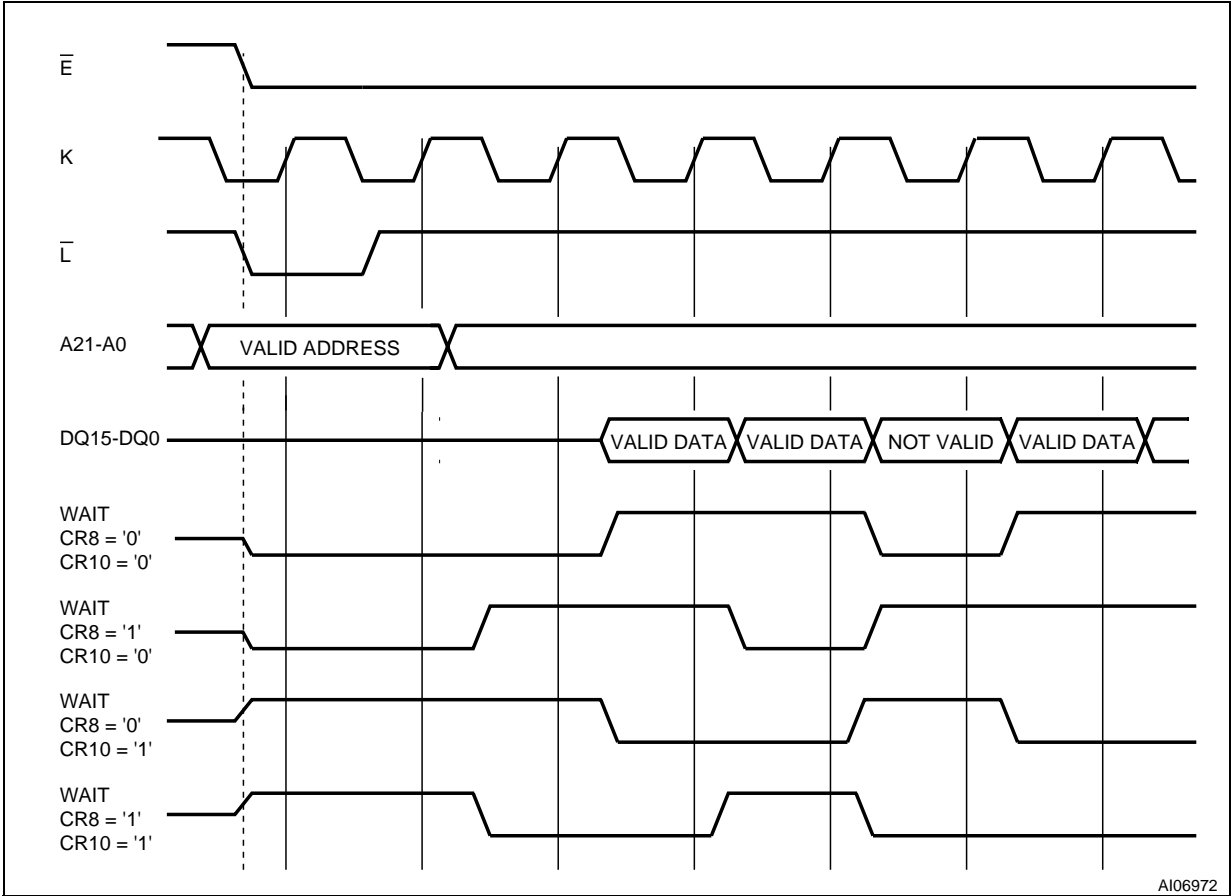 E
K
L
A21-A0
VALID ADDRESS
DQ15-DQ0
VALID DATA
VALID DATA
NOT VALID
VALID DATA
WAIT
CR8 = '0'
CR10 = '0'
WAIT
CR8 = '1'
CR10 = '0'
WAIT
CR8 = '0'
CR10 = '1'
WAIT
CR8 = '1'
CR10 = '1'
AI06972